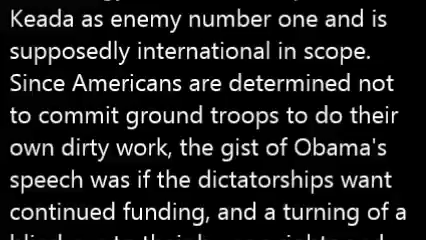 Keada as enemy number one and is
supposedly international in scope.
Since Americans are determined not
to commit ground troops to do their
own dirty work, the gist of Obama's
speech was if the dictatorships want
continued funding, and a turning of a